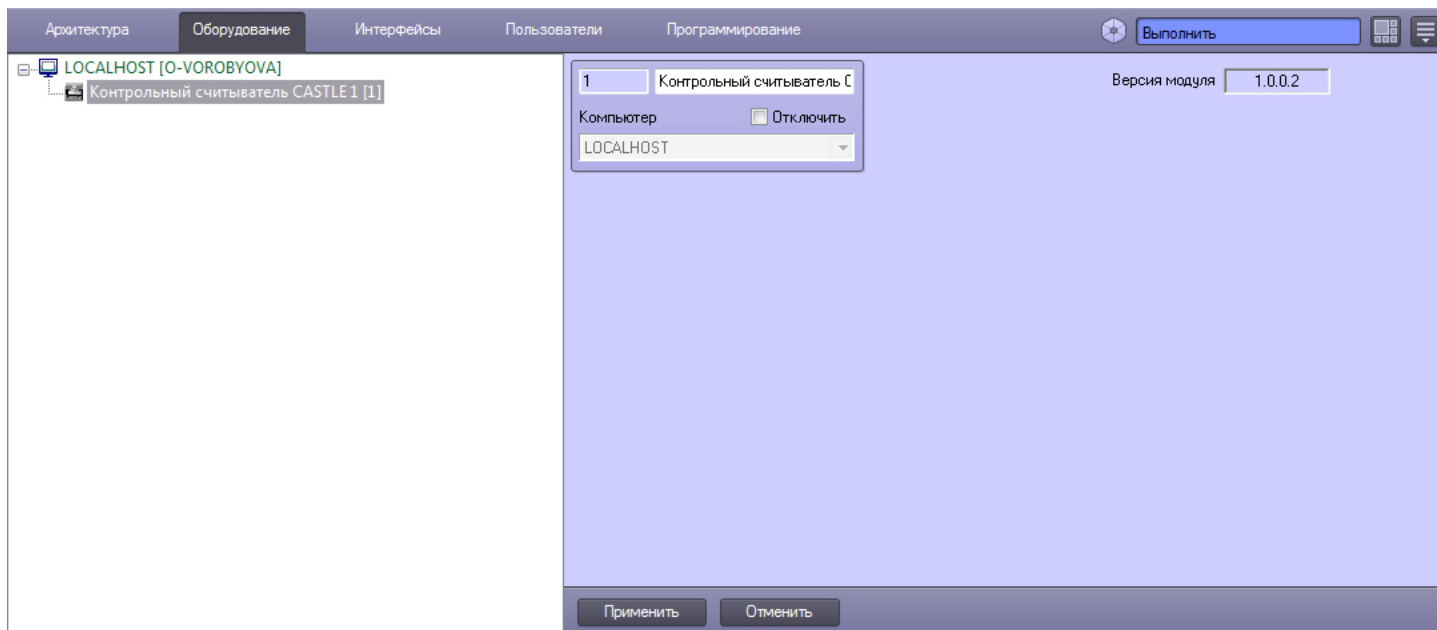 Архитектура Оборудование Интерфейсы Пользователи Программирование Выполнить
LOCALHOST [O-VOROBYOVA]
Контрольный считыватель CASTLE 1 [1]
1 Контрольный считыватель C
Версия модуля 1.0.0.2
Компьютер Отключить
LOCALHOST
Применить Отменить